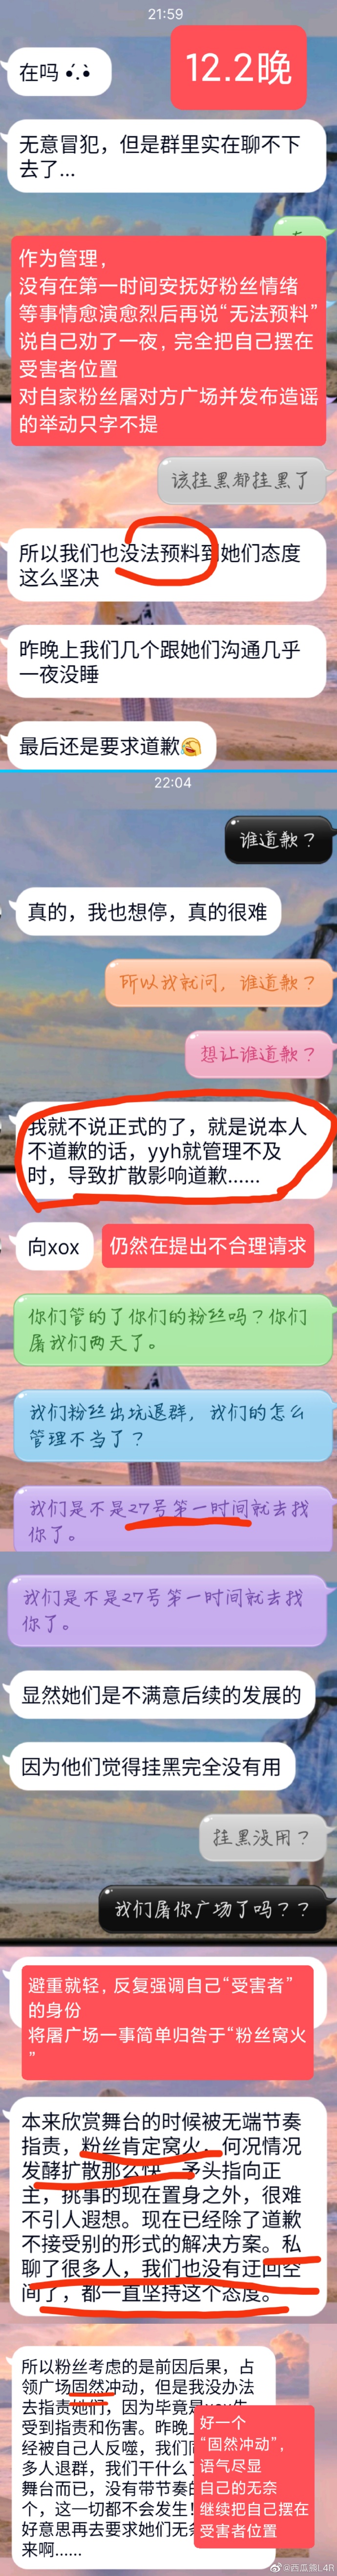 21:59
在吗 •̀.̫•́
12.2晚
无意冒犯，但是群里实在聊不下
去了...
作为管理，
没有在第一时间安抚好粉丝情绪
等事情愈演愈烈后再说“无法预料”
说自己劝了一夜，完全把自己摆在
受害者位置
对自家粉丝屠对方广场并发布造谣
的举动只字不提
该挂黑都挂黑了
所以我们也没法预料到她们态度
这么坚决
昨晚上我们几个跟她们沟通几乎
一夜没睡
最后还是要求道歉
22:04
谁道歉？
真的，我也想停，真的很难
所以我就问，谁道歉？
想让谁道歉？
我就不说正式的了，就是说本人
不道歉的话，yyh就管理不及
时，导致扩散影响道歉......
向xox
仍然在提出不合理请求
你们管的了你们的粉丝吗？你们
屠我们两天了。
我们粉丝出坑退群，我们的怎么
管理不当了？
我们是不是27号第一时间就去找
你了。
我们是不是27号第一时间就去找
你了。
显然她们是不满意后续的发展的
因为他们觉得挂黑完全没有用
挂黑没用？
我们屠你广场了吗？？
避重就轻，反复强调自己“受害者”
的身份
将屠广场一事简单归咎于“粉丝窝火
”
本来欣赏舞台的时候被无端节奏
指责，粉丝肯定窝火，何况情况
发酵扩散那么快，矛头指向正
主，挑事的现在置身之外，很难
不引人遐想。现在已经除了道歉
不接受别的形式的解决方案。私
聊了很多人，我们也没有迂回空
间了，都一直坚持这个态度。
所以粉丝考虑的是前因后果，占
领广场固然冲动，但是我没办法
去指责她们，因为毕竟是xox先
受到指责和伤害。昨晚
经被自己人反噬，我们
多人退群，我们干什么
舞台而已，没有带节奏
个，这一切都不会发生！
好意思再去要求她们无
来啊......
好一个
“固然冲动”，
语气尽显
自己的无奈
继续把自己摆在
受害者位置